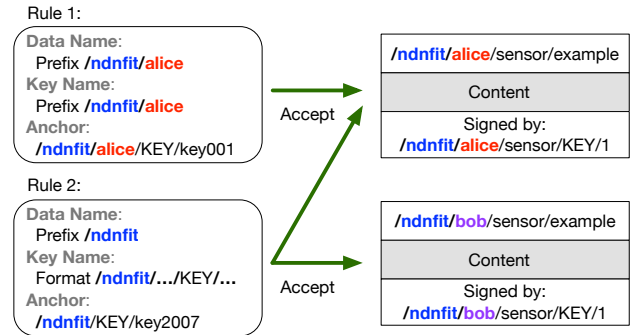 Rule 1:
Data Name:
Prefix /ndnfit/alice
Key Name:
Prefix /ndnfit/alice
Anchor:
/ndnfit/alice/KEY/key001
Accept
/ndnfit/alice/sensor/example
Content
Signed by:
/ndnfit/alice/sensor/KEY/1
Rule 2:
Data Name:
Prefix /ndnfit
Key Name:
Format /ndnfit/.../KEY/...
Anchor:
/ndnfit/KEY/key2007
Accept
/ndnfit/bob/sensor/example
Content
Signed by:
/ndnfit/bob/sensor/KEY/1